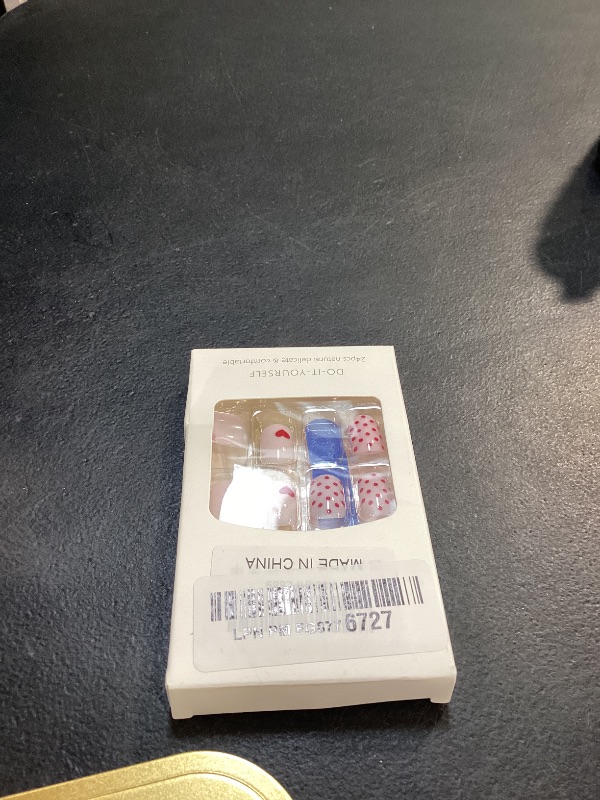 24pcs natural delicate & comfortable
DO-IT-YOURSELF
MADE IN CHINA
6727